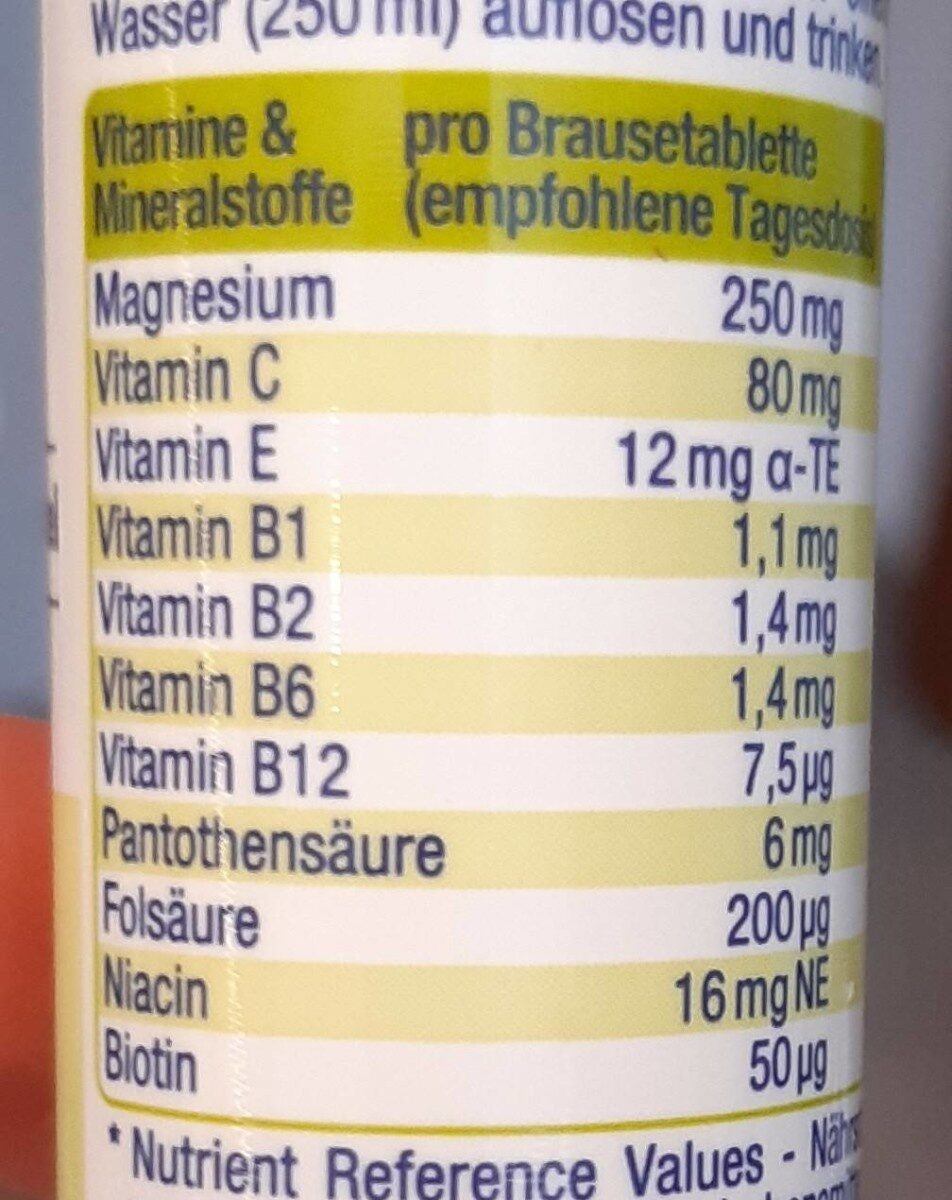 Wasser (250 ml) auflösen und trinken
Vitamine & pro Brausetablette
Mineralstoffe (empfohlene Tagesdosis
Magnesium 250 mg
Vitamin C 80 mg
Vitamin E 12 mg α-TE
Vitamin B1 1,1 mg
Vitamin B2 1,4 mg
Vitamin B6 1,4 mg
Vitamin B12 7,5 µg
Pantothensäure 6 mg
Folsäure 200 µg
Niacin 16 mg NE
Biotin 50 µg
* Nutrient Reference Values -